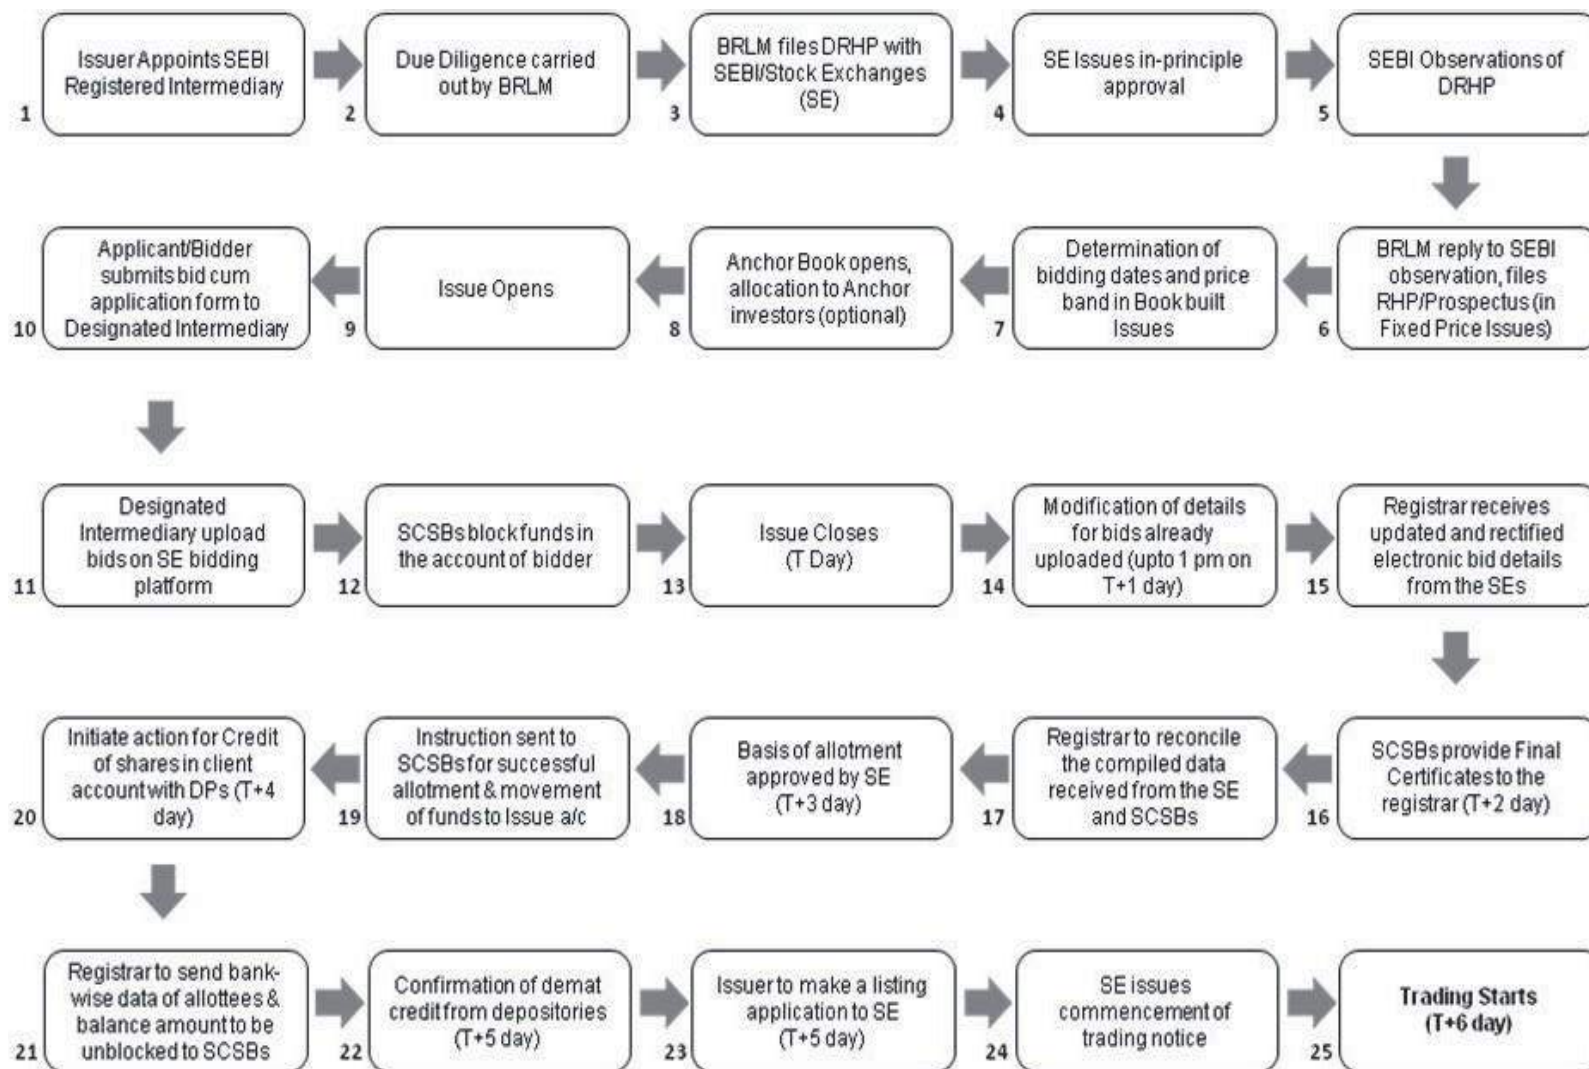 Issuer Appoints SEBI
Registered Intermediary
1
Due Diligence carried
out by BRLM
2
BRLM files DRHP with
SEBI/Stock Exchanges
(SE)
3
SE Issues in-principle
approval
4
SEBI Observations of
DRHP
5
BRLM reply to SEBI
observation, files
RHP/Prospectus (in
Fixed Price Issues)
6
Determination of
bidding dates and price
band in Book built
Issues
7
Anchor Book opens,
allocation to Anchor
investors (optional)
8
Issue Opens
9
Applicant/Bidder
submits bid cum
application form to
Designated Intermediary
10
Designated
Intermediary upload
bids on SE bidding
platform
11
SCSBs block funds in
the account of bidder
12
Issue Closes
(T Day)
13
Modification of details
for bids already
uploaded (upto 1 pm on
T+1 day)
14
Registrar receives
updated and rectified
electronic bid details
from the SEs
15
SCSBs provide Final
Certificates to the
registrar (T+2 day)
16
Registrar to reconcile
the compiled data
received from the SE
and SCSBs
17
Basis of allotment
approved by SE
(T+3 day)
18
Instruction sent to
SCSBs for successful
allotment & movement
of funds to Issue a/c
19
Initiate action for Credit
of shares in client
account with DPs (T+4
day)
20
Registrar to send bank-
wise data of allottees &
balance amount to be
unblocked to SCSBs
21
Confirmation of demat
credit from depositories
(T+5 day)
22
Issuer to make a listing
application to SE
(T+5 day)
23
SE issues
commencement of
trading notice
24
Trading Starts
(T+6 day)
25